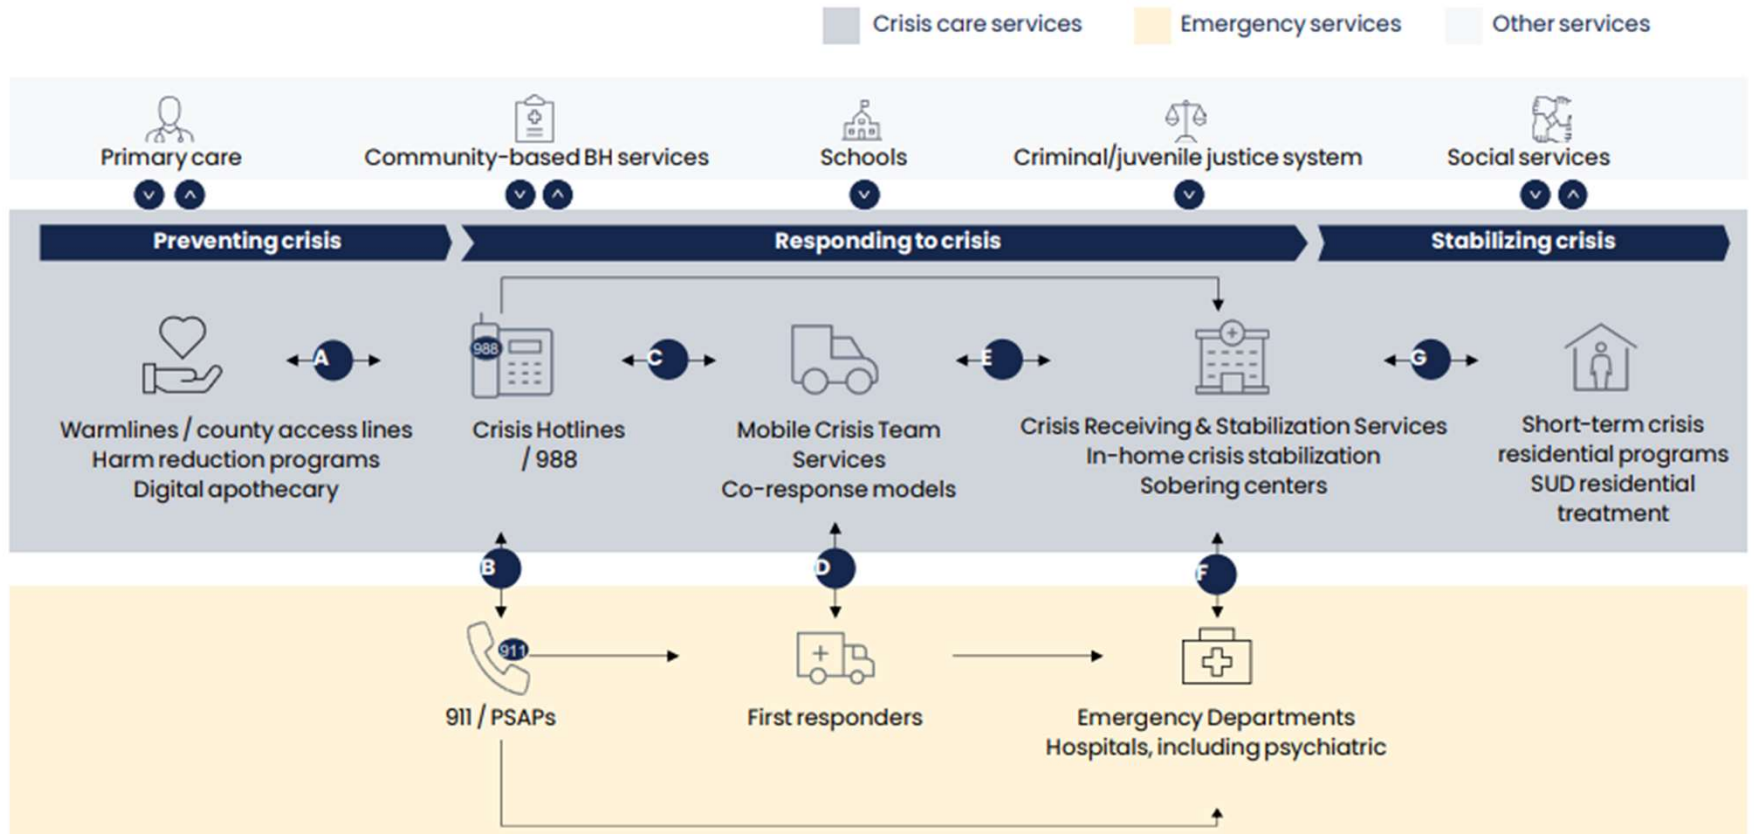 Crisis care services
Emergency services
Other services
Primary care
Community-based BH services
Schools
Criminal/juvenile justice system
Social services
Preventing crisis
Responding to crisis
Stabilizing crisis
988
A
C
E
G
Warmlines / county access lines
Harm reduction programs
Digital apothecary
Crisis Hotlines
/ 988
Mobile Crisis Team
Services
Co-response models
Crisis Receiving & Stabilization Services
In-home crisis stabilization
Sobering centers
Short-term crisis
residential programs
SUD residential
treatment
B
D
F
911
911 / PSAPs
First responders
Emergency Departments
Hospitals, including psychiatric